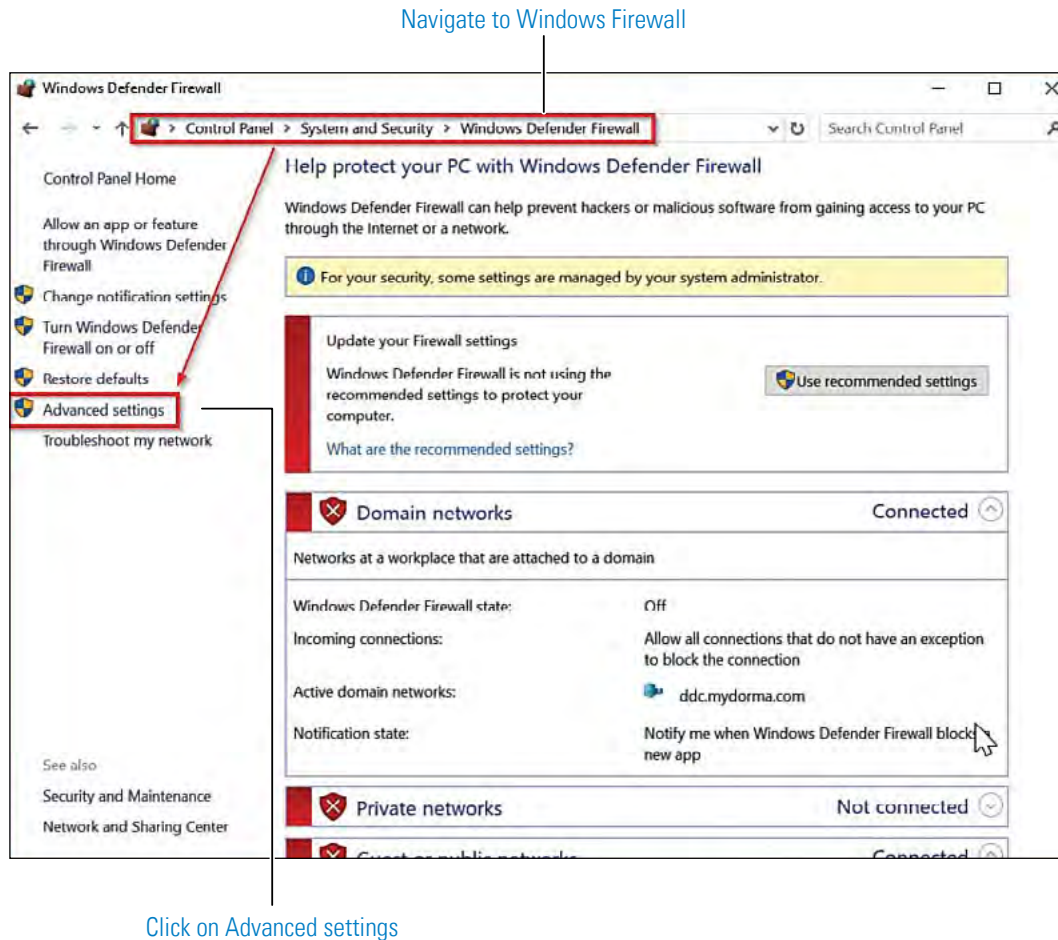 Navigate to Windows Firewall
Windows Defender Firewall
Control Panel > System and Security > Windows Defender Firewall
Search Control Panel
Control Panel Home
Allow an app or feature
through Windows Defender
Firewall
Change notification settings
Turn Windows Defender
Firewall on or off
Restore defaults
Advanced settings
Troubleshoot my network
See also
Security and Maintenance
Network and Sharing Center
Help protect your PC with Windows Defender Firewall
Windows Defender Firewall can help prevent hackers or malicious software from gaining access to your PC
through the Internet or a network.
For your security, some settings are managed by your system administrator.
Update your Firewall settings
Windows Defender Firewall is not using the
recommended settings to protect your
computer.
What are the recommended settings?
Use recommended settings
Domain networks Connected
Networks at a workplace that are attached to a domain
Windows Defender Firewall state: Off
Incoming connections: Allow all connections that do not have an exception
to block the connection
Active domain networks: ddc.mydorma.com
Notification state: Notify me when Windows Defender Firewall blocks
new app
Private networks Not connected
Guest or public networks Connected
Click on Advanced settings